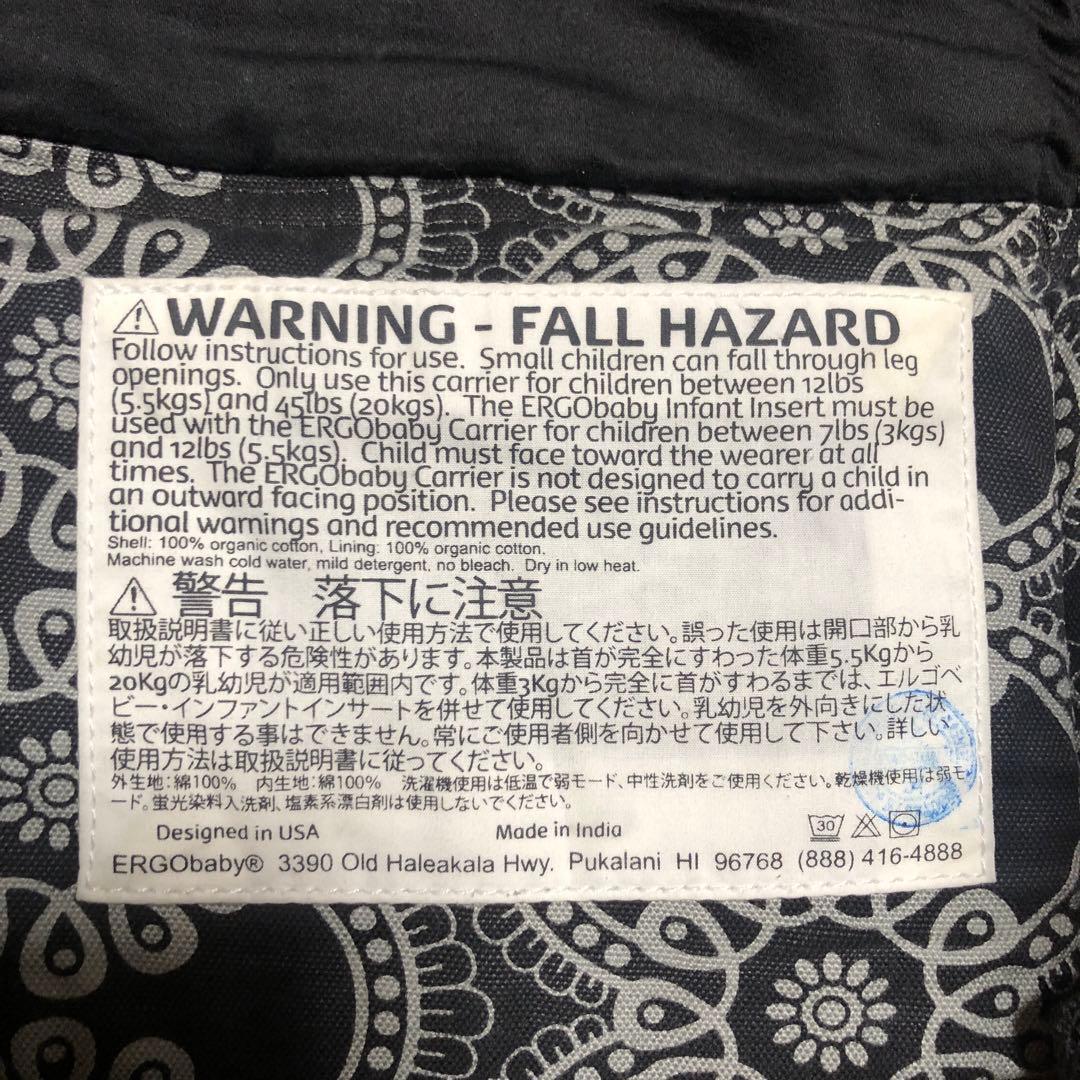 ⚠ WARNING - FALL HAZARD
Follow instructions for use. Small children can fall through leg
openings. Only use this carrier for children between 12lbs
(5.5kgs) and 45lbs (20kgs). The ERGObaby Infant Insert must be
used with the ERGObaby Carrier for children between 7lbs (3kgs)
and 12lbs (5.5kgs). Child must face toward the wearer at all
times. The ERGObaby Carrier is not designed to carry a child in
an outward facing position. Please see instructions for addi-
tional warnings and recommended use guidelines.
Shell: 100% organic cotton, Lining: 100% organic cotton.
Machine wash cold water, mild detergent, no bleach. Dry in low heat.
⚠ 警告 落下に注意
取扱説明書に従い正しい使用方法で使用してください。誤った使用は開口部から乳
幼児が落下する危険性があります。本製品は首が完全にすわった体重5.5Kgから
20Kgの乳幼児が適用範囲内です。体重3Kgから完全に首がすわるまでは、エルゴベ
ビー・インファントインサートを併せて使用してください。乳幼児を外向きにした状
態で使用する事はできません。常にご使用者側を向かせて使用して下さい。詳しい
使用方法は取扱説明書に従ってください。
外生地：綿100% 内生地：綿100% 洗濯機使用は低温で弱モード、中性洗剤をご使用ください。乾燥機使用は弱モ
ード。蛍光染料入洗剤、塩素系漂白剤は使用しないでください。
Designed in USA Made in India 30
ERGObaby® 3390 Old Haleakala Hwy. Pukalani HI 96768 (888) 416-4888